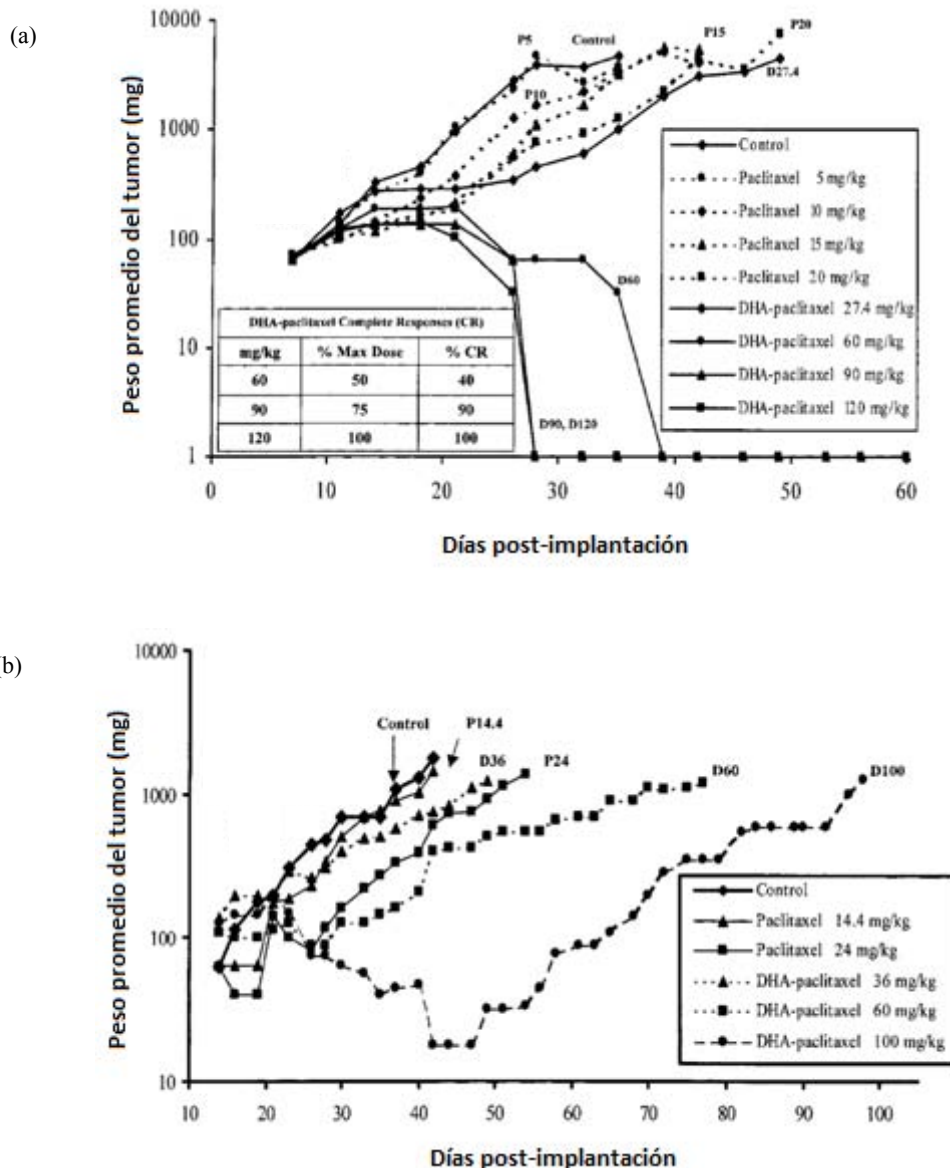 (a)
10000
1000
100
10
1
Peso promedio del tumor (mg)
P5
Control
P15
P20
P10
D27.4
D60
D90, D120
Control
Paclitaxel 5 mg/kg
Paclitaxel 10 mg/kg
Paclitaxel 15 mg/kg
Paclitaxel 20 mg/kg
DHA-paclitaxel 27.4 mg/kg
DHA-paclitaxel 60 mg/kg
DHA-paclitaxel 90 mg/kg
DHA-paclitaxel 120 mg/kg
DHA-paclitaxel Complete Responses (CR)
mg/kg % Max Dose % CR
60 50 40
90 75 90
120 100 100
0 10 20 30 40 50 60
Días post-implantación
b)
10000
1000
100
10
Peso promedio del tumor (mg)
Control
P14.4
D36
P24
D60
D100
Control
Paclitaxel 14.4 mg/kg
Paclitaxel 24 mg/kg
DHA-paclitaxel 36 mg/kg
DHA-paclitaxel 60 mg/kg
DHA-paclitaxel 100 mg/kg
10 20 30 40 50 60 70 80 90 100
Días post-implantación